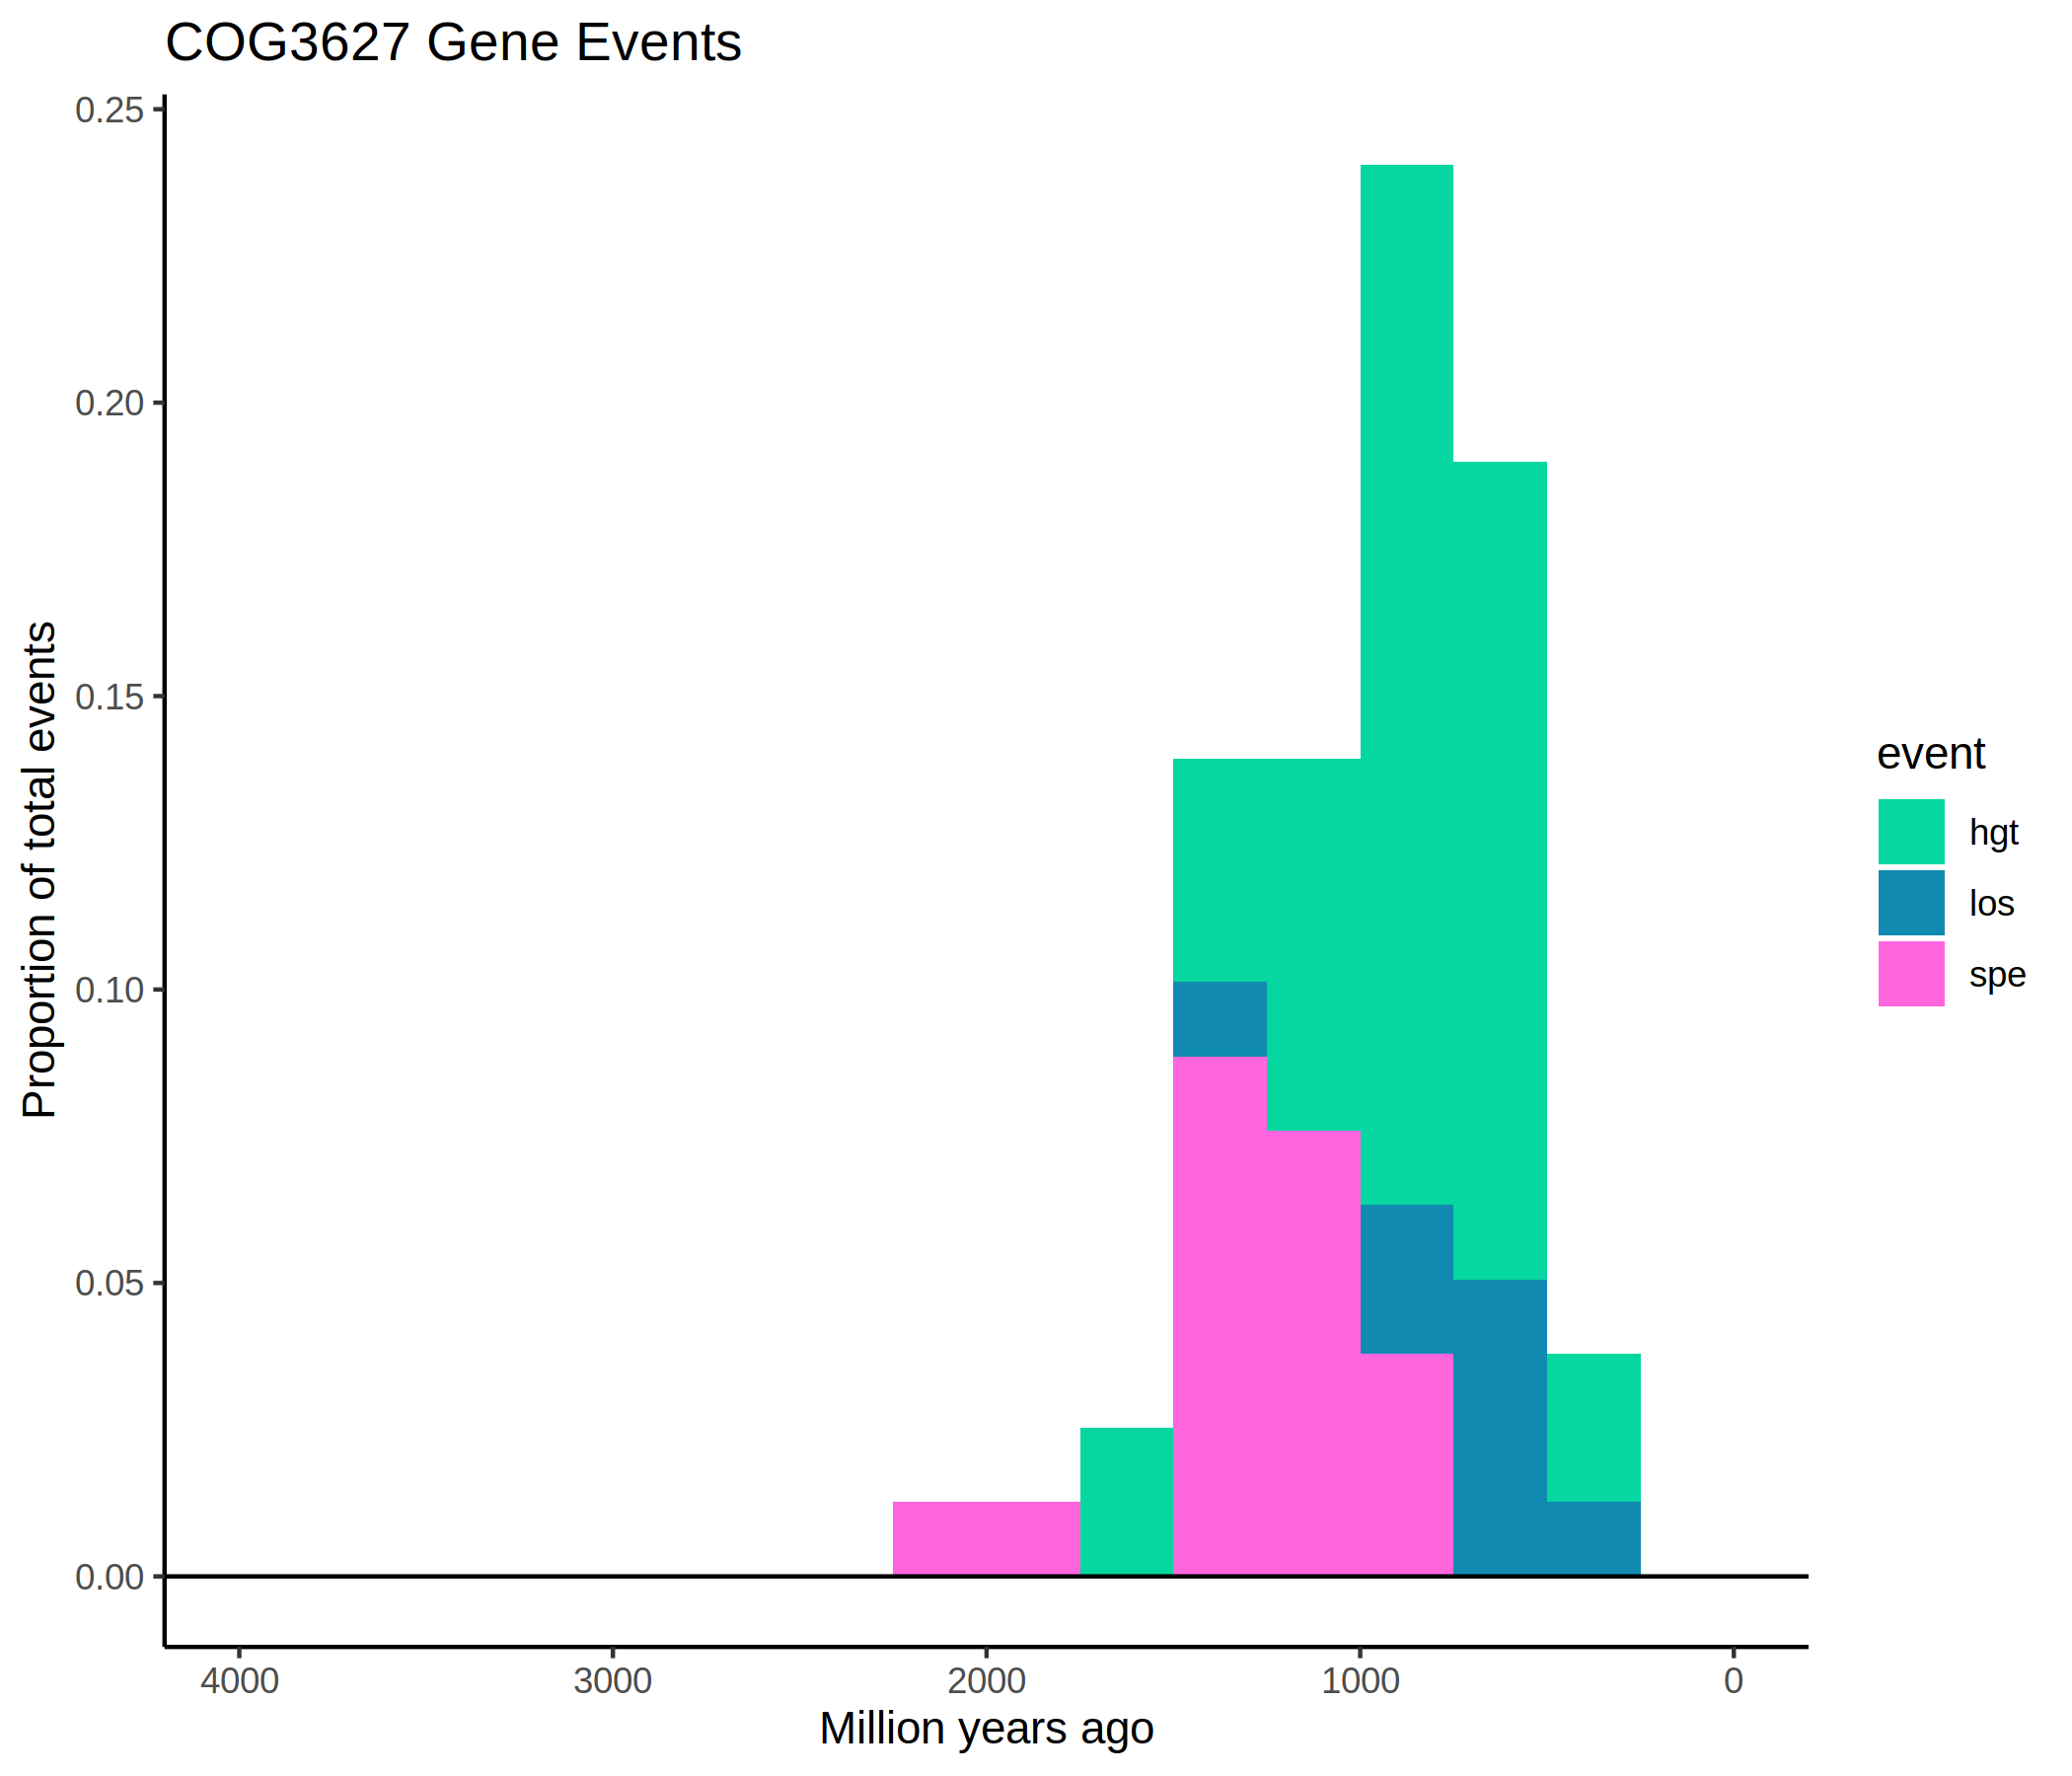 COG3627 Gene Events
0.25
0.20
0.15
0.10
0.05
0.00
Proportion of total events
4000 3000 2000 1000 0
Million years ago
event
hgt
los
spe